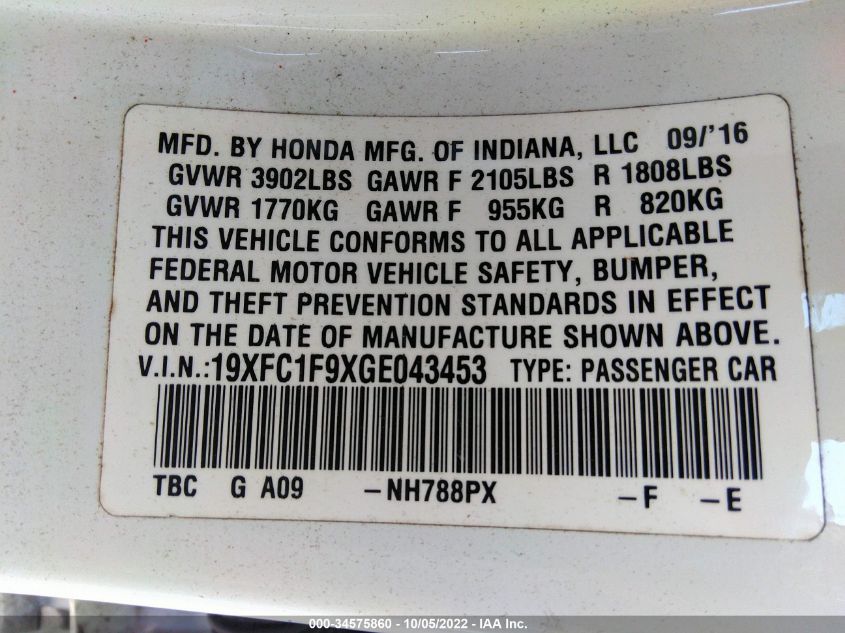 MFD. BY HONDA MFG. OF INDIANA, LLC 09/'16
GVWR 3902LBS GAWR F 2105LBS R 1808LBS
GVWR 1770KG GAWR F 955KG R 820KG
THIS VEHICLE CONFORMS TO ALL APPLICABLE
FEDERAL MOTOR VEHICLE SAFETY, BUMPER,
AND THEFT PREVENTION STANDARDS IN EFFECT
ON THE DATE OF MANUFACTURE SHOWN ABOVE.
V.I.N.:19XFC1F9XGE043453 TYPE: PASSENGER CAR
TBC G A09 -NH788PX -F -E
000-34575860 - 10/05/2022 - IAA Inc.